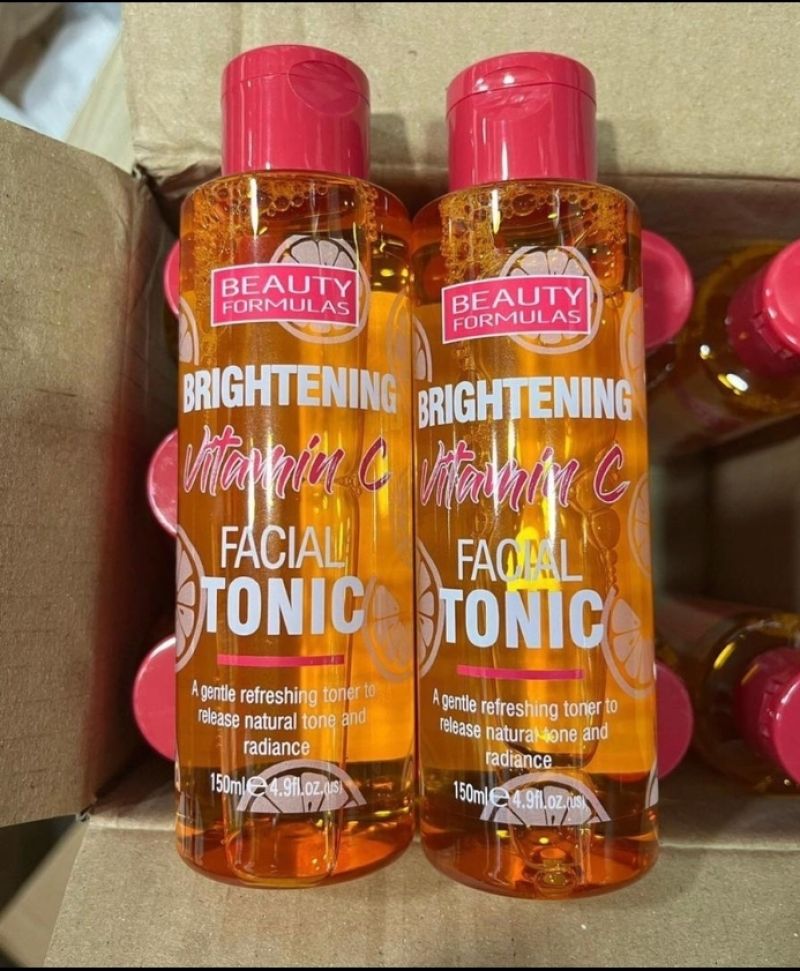 BEAUTY
FORMULAS
BRIGHTENING
Vitamin C
FACIAL
TONIC
A gentle refreshing toner to
release natural tone and
radiance
150ml℮4.9fl.oz.(us)
BEAUTY
FORMULAS
BRIGHTENING
Vitamin C
FACIAL
TONIC
A gentle refreshing toner to
release natural tone and
radiance
150ml℮4.9fl.oz.(us)